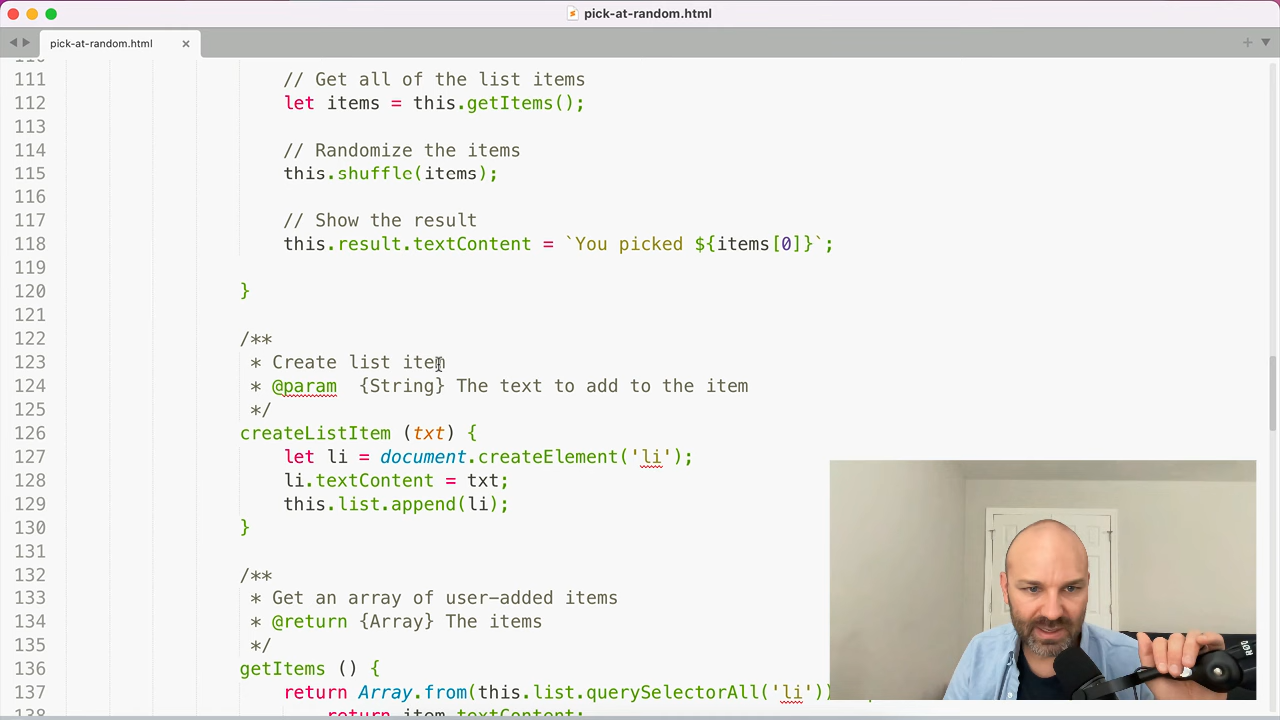 pick-at-random.html
pick-at-random.html
111 // Get all of the list items
112 let items = this.getItems();
113
114 // Randomize the items
115 this.shuffle(items);
116
117 // Show the result
118 this.result.textContent = `You picked ${items[0]}`;
119
120 }
121
122 /**
123 * Create list item
124 * @param {String} The text to add to the item
125 */
126 createListItem (txt) {
127 let li = document.createElement('li');
128 li.textContent = txt;
129 this.list.append(li);
130 }
131
132 /**
133 * Get an array of user-added items
134 * @return {Array} The items
135 */
136 getItems () {
137 return Array.from(this.list.querySelectorAll('li'))
138 return item.textContent;
RØDE